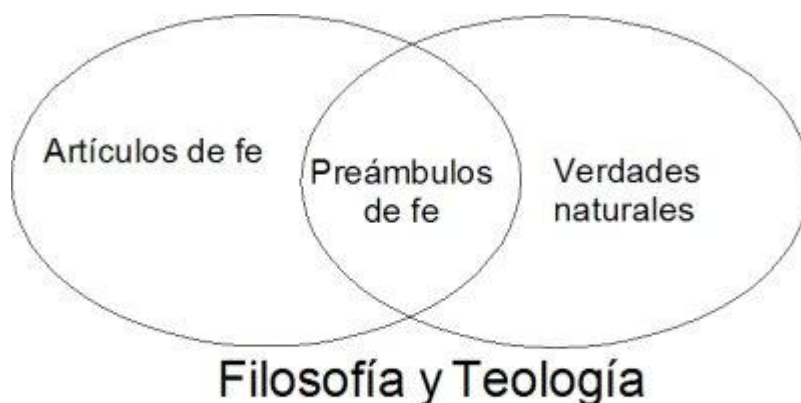 Artículos de fe
Preámbulos
de fe
Verdades
naturales
Filosofía y Teología